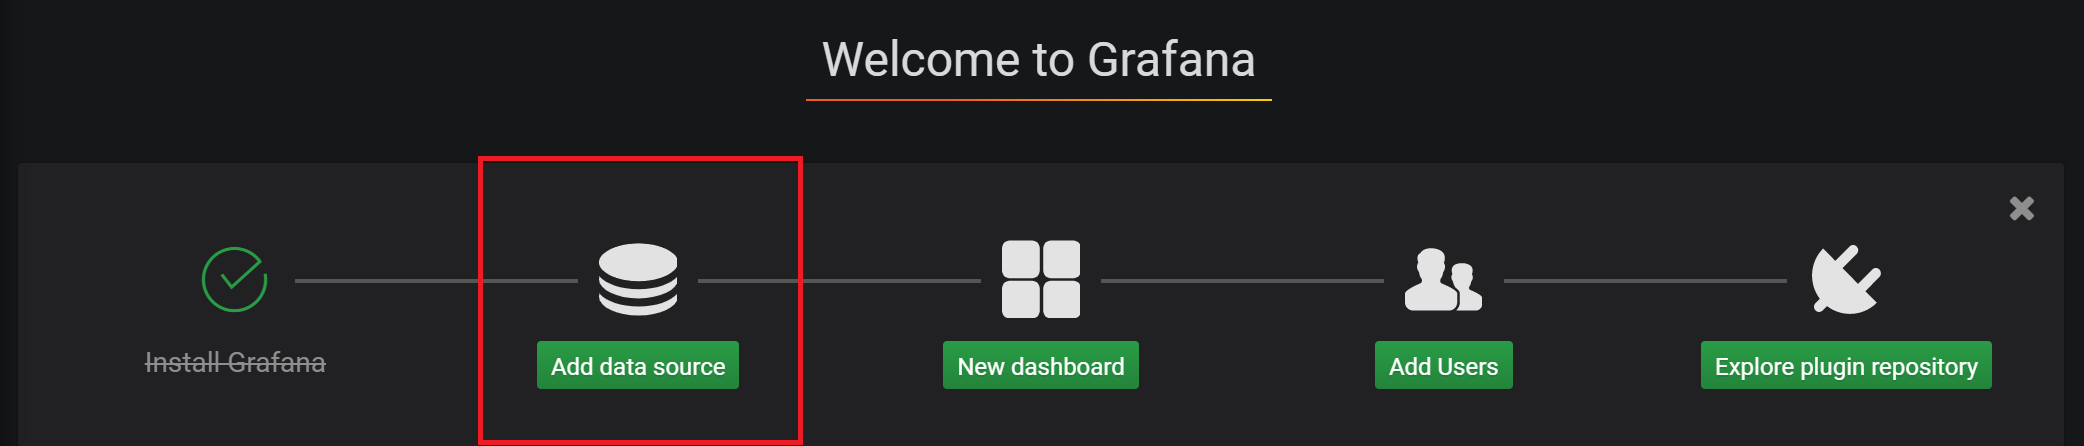 Welcome to Grafana
Install Grafana
Add data source
New dashboard
Add Users
Explore plugin repository